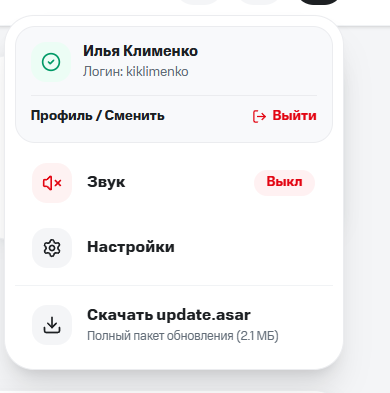 Илья Клименко
Логин: kiklimenko
Профиль / Сменить
Выйти
Звук
Выкл
Настройки
Скачать update.asar
Полный пакет обновления (2.1 МБ)